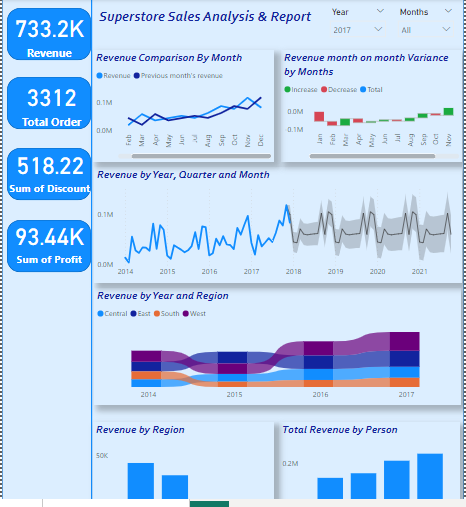 Superstore Sales Analysis & Report
Year
Months
2017
All
733.2K
Revenue
3312
Total Order
518.22
Sum of Discount
93.44K
Sum of Profit
Revenue Comparison By Month
Revenue Previous month's revenue
0.1M
0.0M
Feb Mar Apr May Jun Jul Aug Sep Oct Nov Dec
Revenue month on month Variance
by Months
Increase Decrease Total
0.0M
-0.1M
Jan Feb Mar Apr May Jun Jul Aug Sep Oct Nov
Revenue by Year, Quarter and Month
0.1M
0.0M
2014 2015 2016 2017 2018 2019 2020 2021
Revenue by Year and Region
Central East South West
2014 2015 2016 2017
Revenue by Region
50K
Total Revenue by Person
0.2M